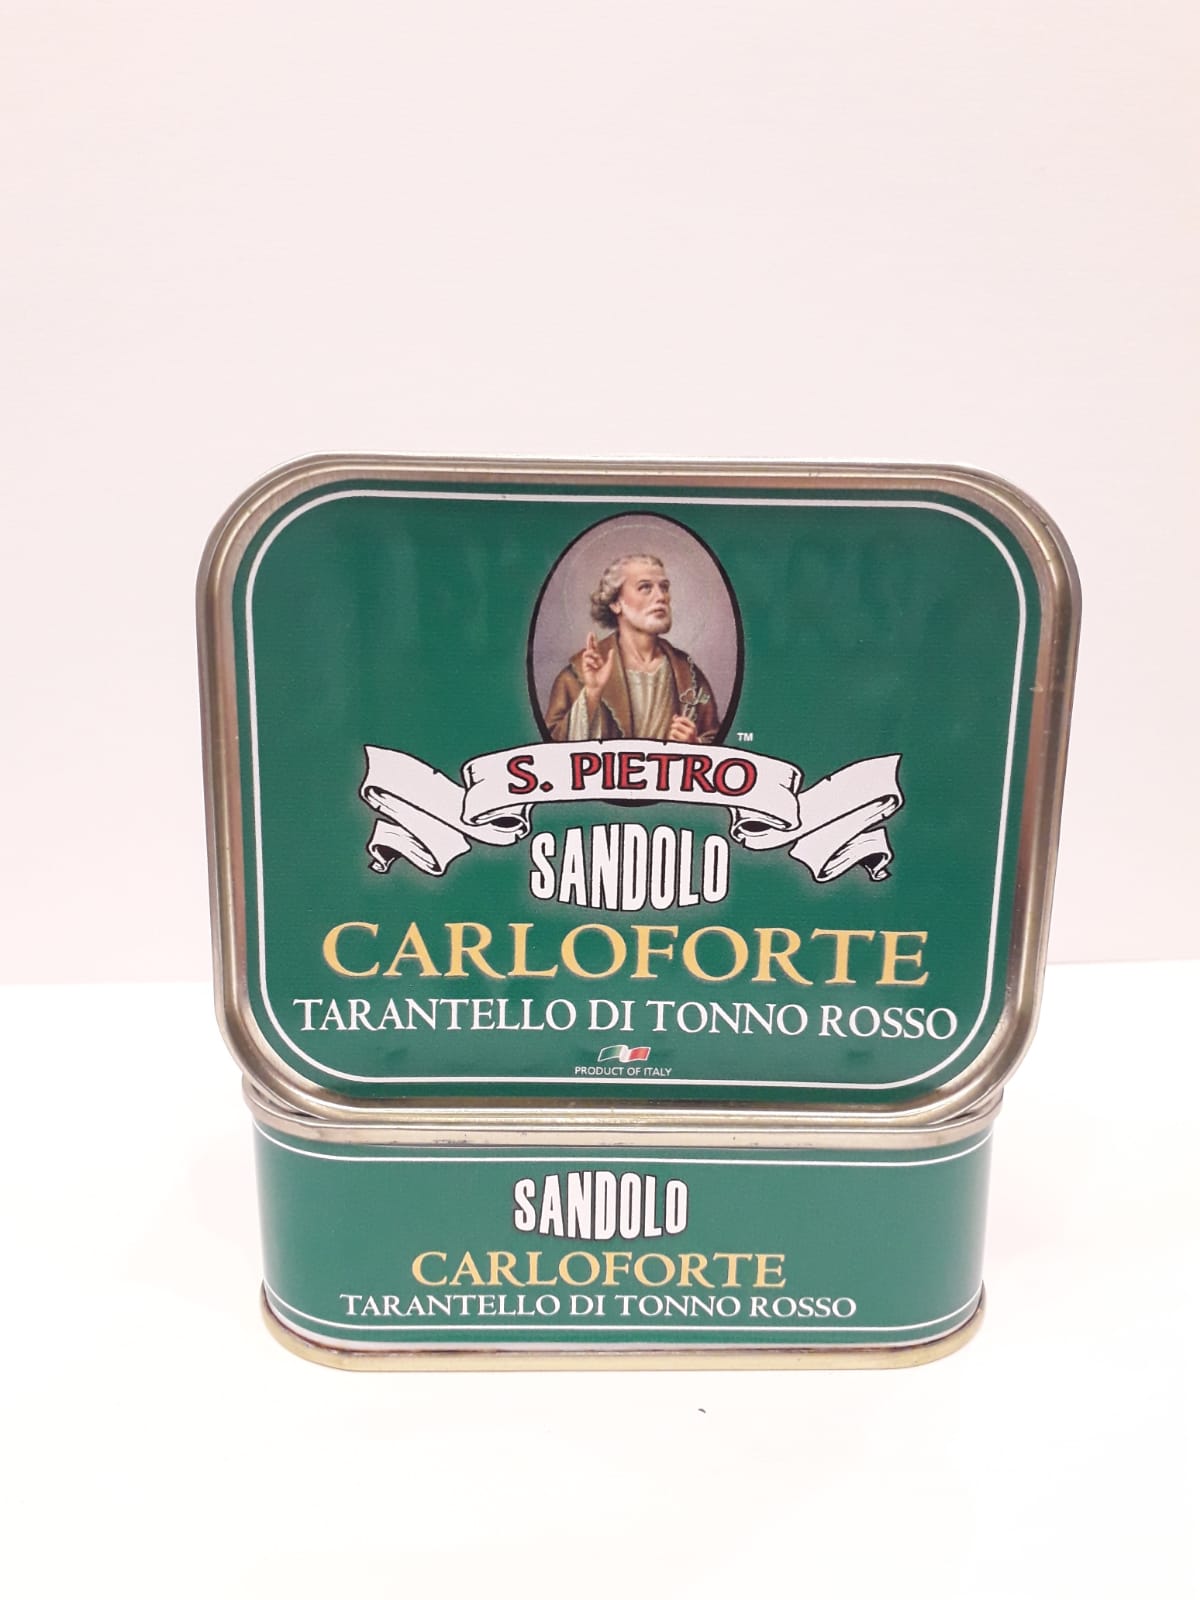 TM
S. PIETRO
SANDOLO
CARLOFORTE
TARANTELLO DI TONNO ROSSO
PRODUCT OF ITALY
SANDOLO
CARLOFORTE
TARANTELLO DI TONNO ROSSO